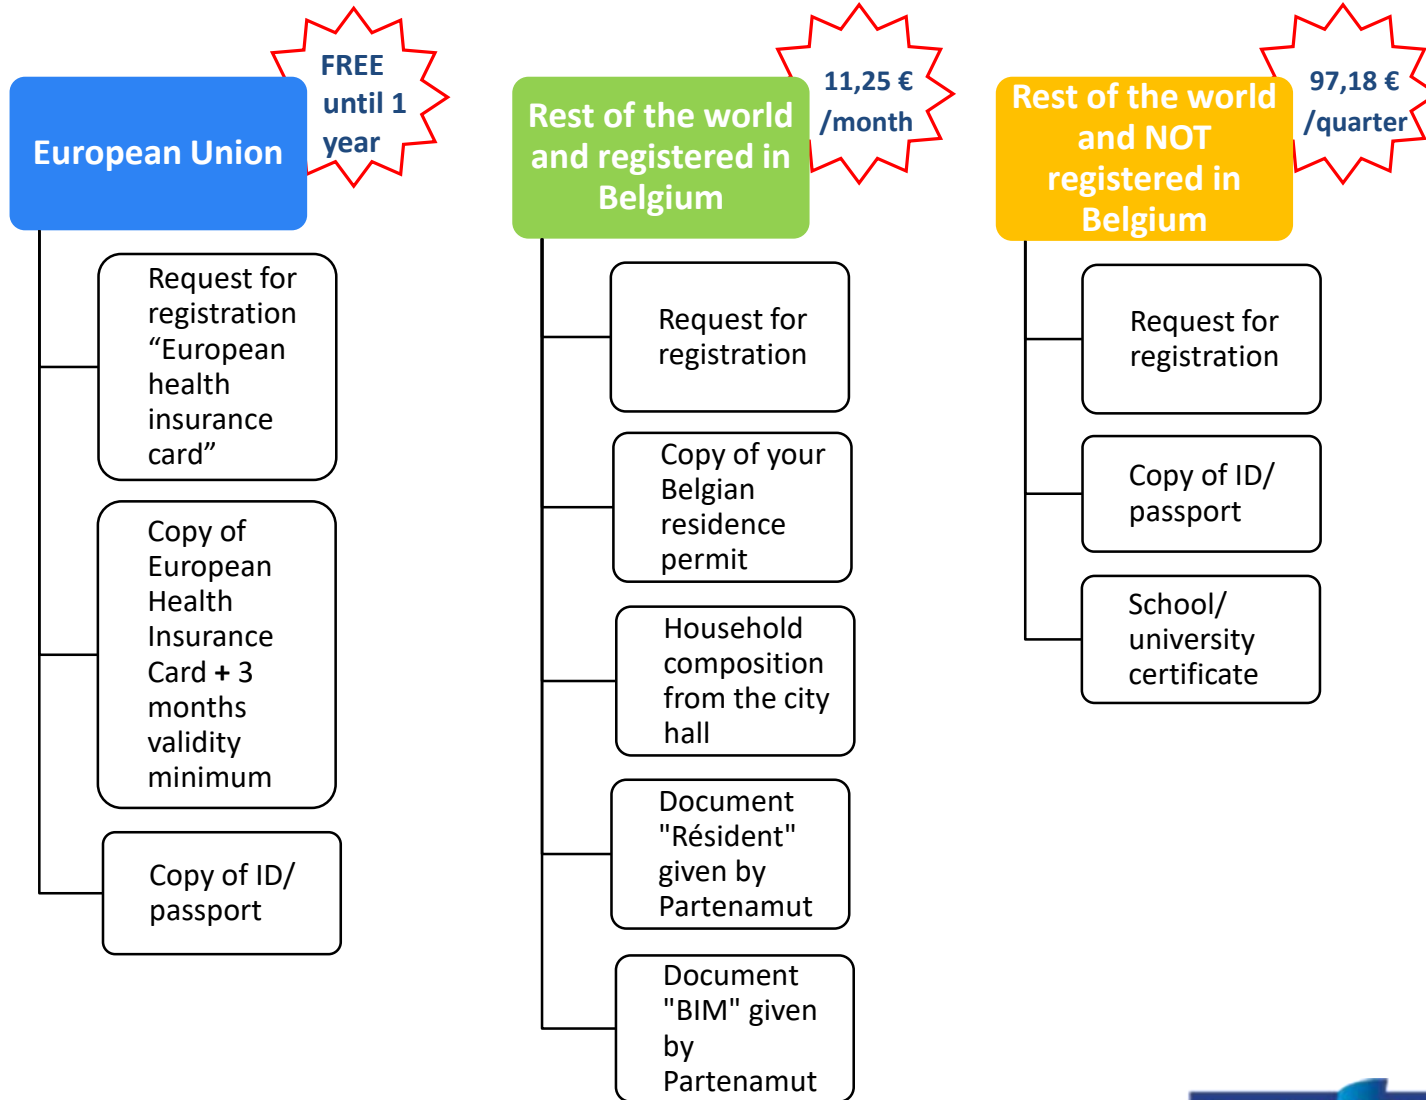 European Union
FREE
until 1
year
Request for
registration
“European
health
insurance
card”
Copy of
European
Health
Insurance
Card + 3
months
validity
minimum
Copy of ID/
passport
Rest of the world
and registered in
Belgium
11,25 €
/month
Request for
registration
Copy of your
Belgian
residence
permit
Household
composition
from the city
hall
Document
"Résident"
given by
Partenamut
Document
"BIM" given
by
Partenamut
Rest of the world
and NOT
registered in
Belgium
97,18 €
/quarter
Request for
registration
Copy of ID/
passport
School/
university
certificate